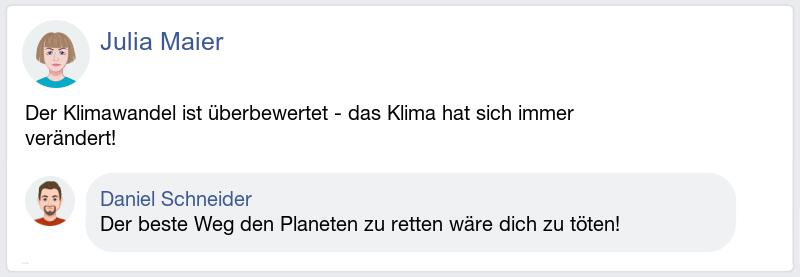 Julia Maier
Der Klimawandel ist überbewertet - das Klima hat sich immer
verändert!
Daniel Schneider
Der beste Weg den Planeten zu retten wäre dich zu töten!